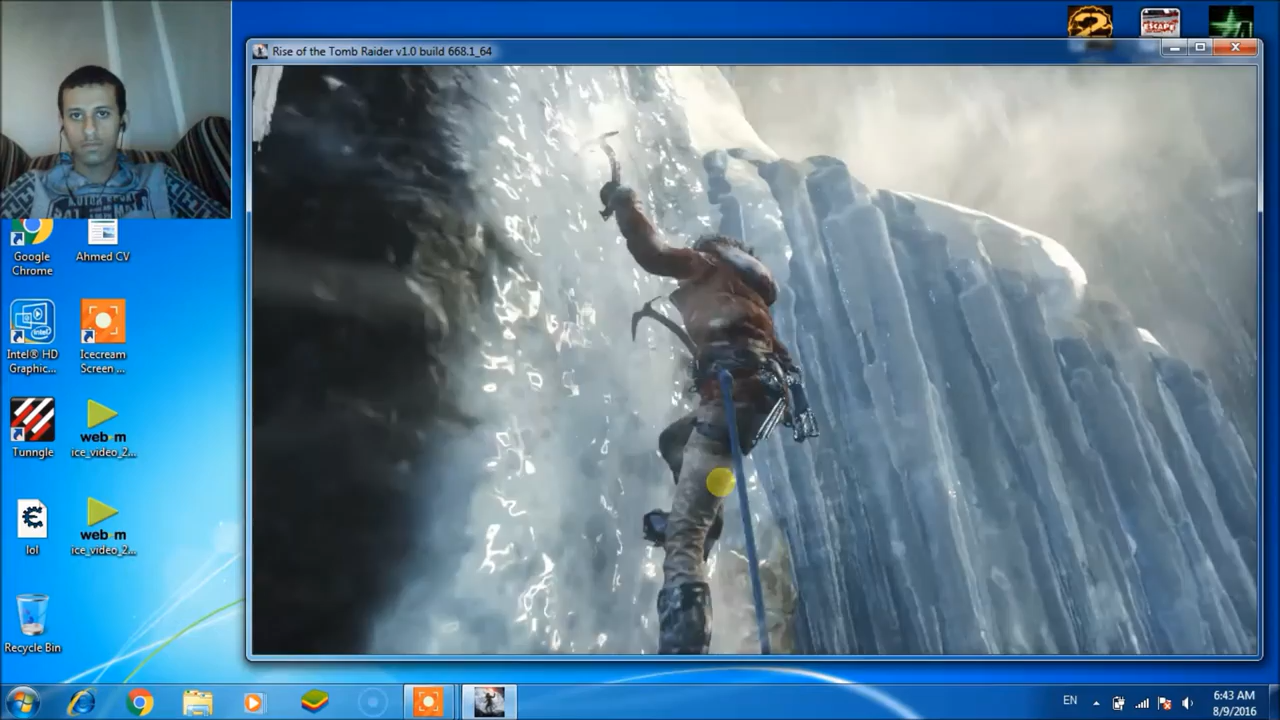 Rise of the Tomb Raider v1.0 build 668.1_64
Google
Chrome
Ahmed CV
Intel® HD
Graphic...
Icecream
Screen ...
Tunngle
web-m
ice_video_2...
lol
web-m
ice_video_2...
Recycle Bin
ESCAPE
EN
6:43 AM
8/9/2016